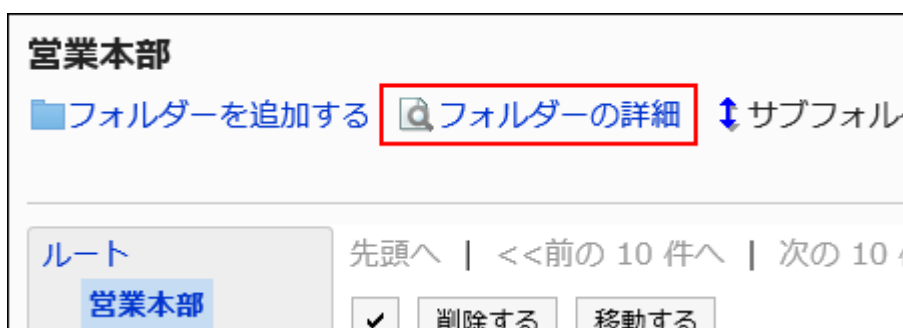 営業本部
フォルダーを追加する フォルダーの詳細 サブフォル
ルート
営業本部
先頭へ | <<前の 10 件へ | 次の 10
削除する 移動する